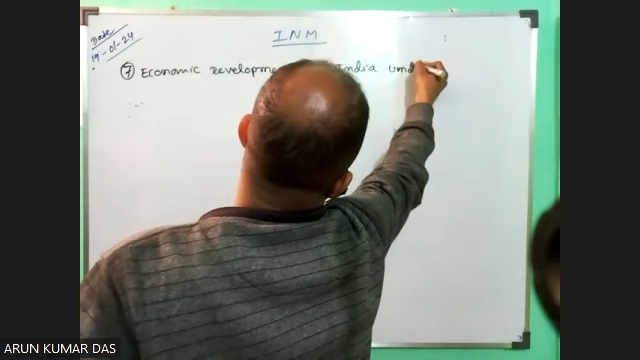 Date
19-01-24
INM
7 Economic Developme India und
ARUN KUMAR DAS